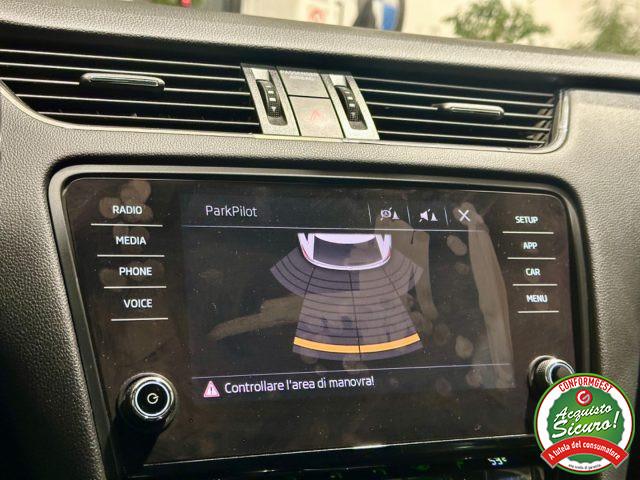 RADIO
MEDIA
PHONE
VOICE
ParkPilot
SETUP
APP
CAR
MENU
Controllare l'area di manovra!
CONFORMGEST
Acquisto
Sicuro!
A tutela del consumatore